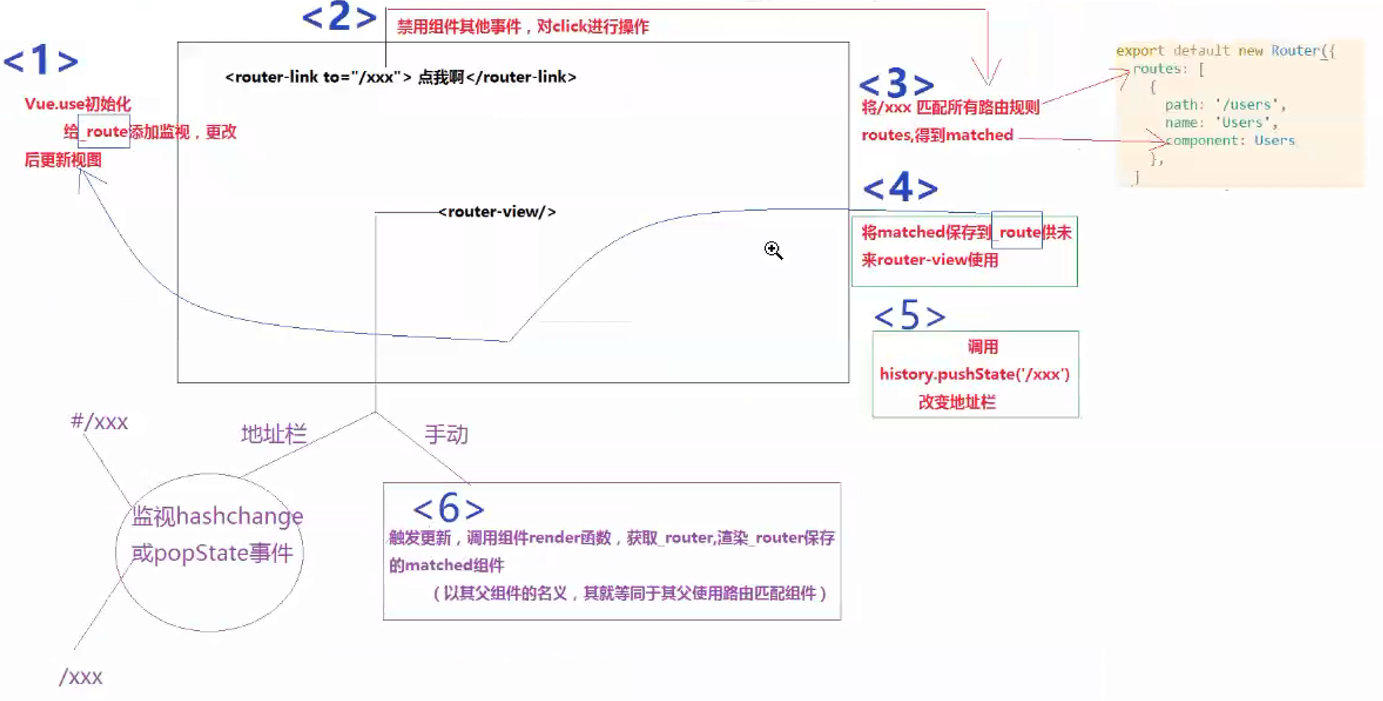 <1>
Vue.use初始化
给_route添加监视，更改
后更新视图
<2>
禁用组件其他事件，对click进行操作
<router-link to="/xxx"> 点我啊</router-link>
<router-view/>
<3>
将/xxx 匹配所有路由规则
routes,得到matched
export default new Router({
routes: [
{
path: '/users',
name: 'Users',
component: Users
},
]
<4>
将matched保存到_route供未
来router-view使用
<5>
调用
history.pushState('/xxx')
改变地址栏
地址栏
手动
#/xxx
监视hashchange
或popState事件
/xxx
<6>
触发更新，调用组件render函数，获取_router,渲染_router保存
的matched组件
（以其父组件的名义，其就等同于其父使用路由匹配组件）